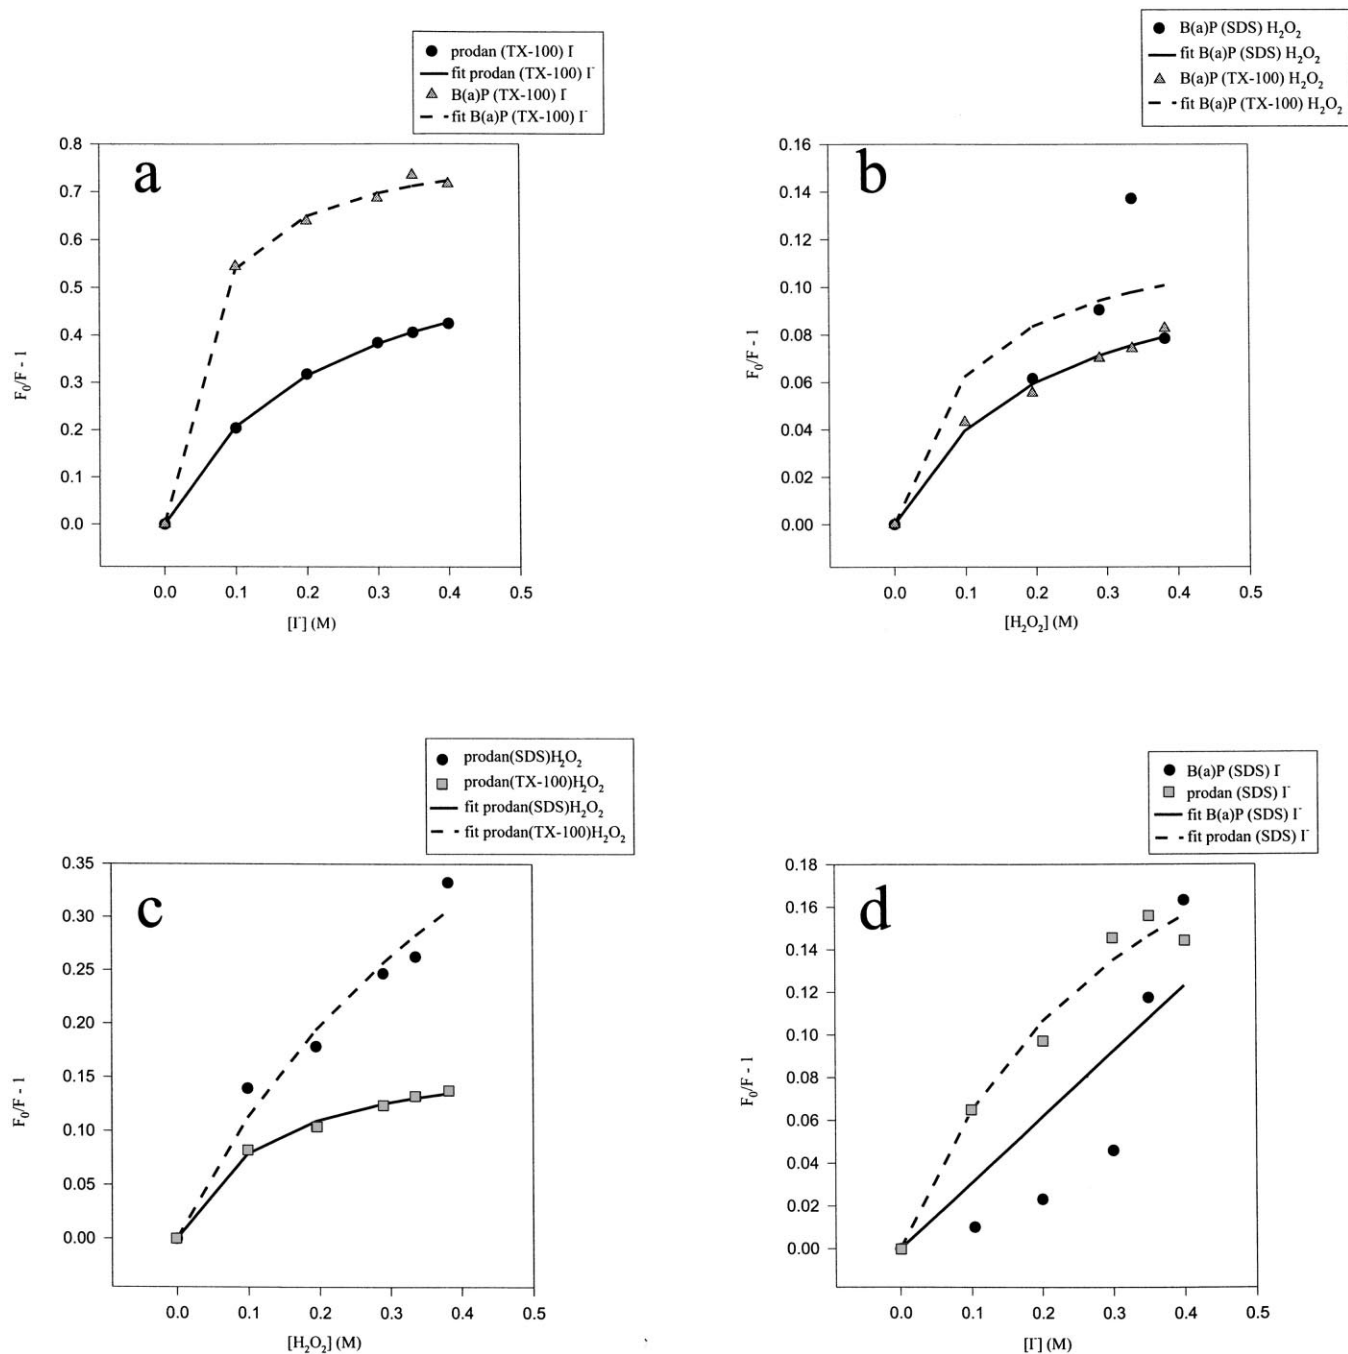 prodan (TX-100) I⁻
fit prodan (TX-100) I⁻
B(a)P (TX-100) I⁻
fit B(a)P (TX-100) I⁻
a
0.8
0.7
0.6
0.5
0.4
0.3
0.2
0.1
0.0
F₀/F - 1
0.0 0.1 0.2 0.3 0.4 0.5
[I⁻] (M)
B(a)P (SDS) H₂O₂
fit B(a)P (SDS) H₂O₂
B(a)P (TX-100) H₂O₂
fit B(a)P (TX-100) H₂O₂
b
0.16
0.14
0.12
0.10
0.08
0.06
0.04
0.02
0.00
F₀/F - 1
0.0 0.1 0.2 0.3 0.4 0.5
[H₂O₂] (M)
prodan(SDS)H₂O₂
prodan(TX-100)H₂O₂
fit prodan(SDS)H₂O₂
fit prodan(TX-100)H₂O₂
c
0.35
0.30
0.25
0.20
0.15
0.10
0.05
0.00
F₀/F - 1
0.0 0.1 0.2 0.3 0.4 0.5
[H₂O₂] (M)
B(a)P (SDS) I⁻
prodan (SDS) I⁻
fit B(a)P (SDS) I⁻
fit prodan (SDS) I⁻
d
0.18
0.16
0.14
0.12
0.10
0.08
0.06
0.04
0.02
0.00
F₀/F - 1
0.0 0.1 0.2 0.3 0.4 0.5
[I⁻] (M)